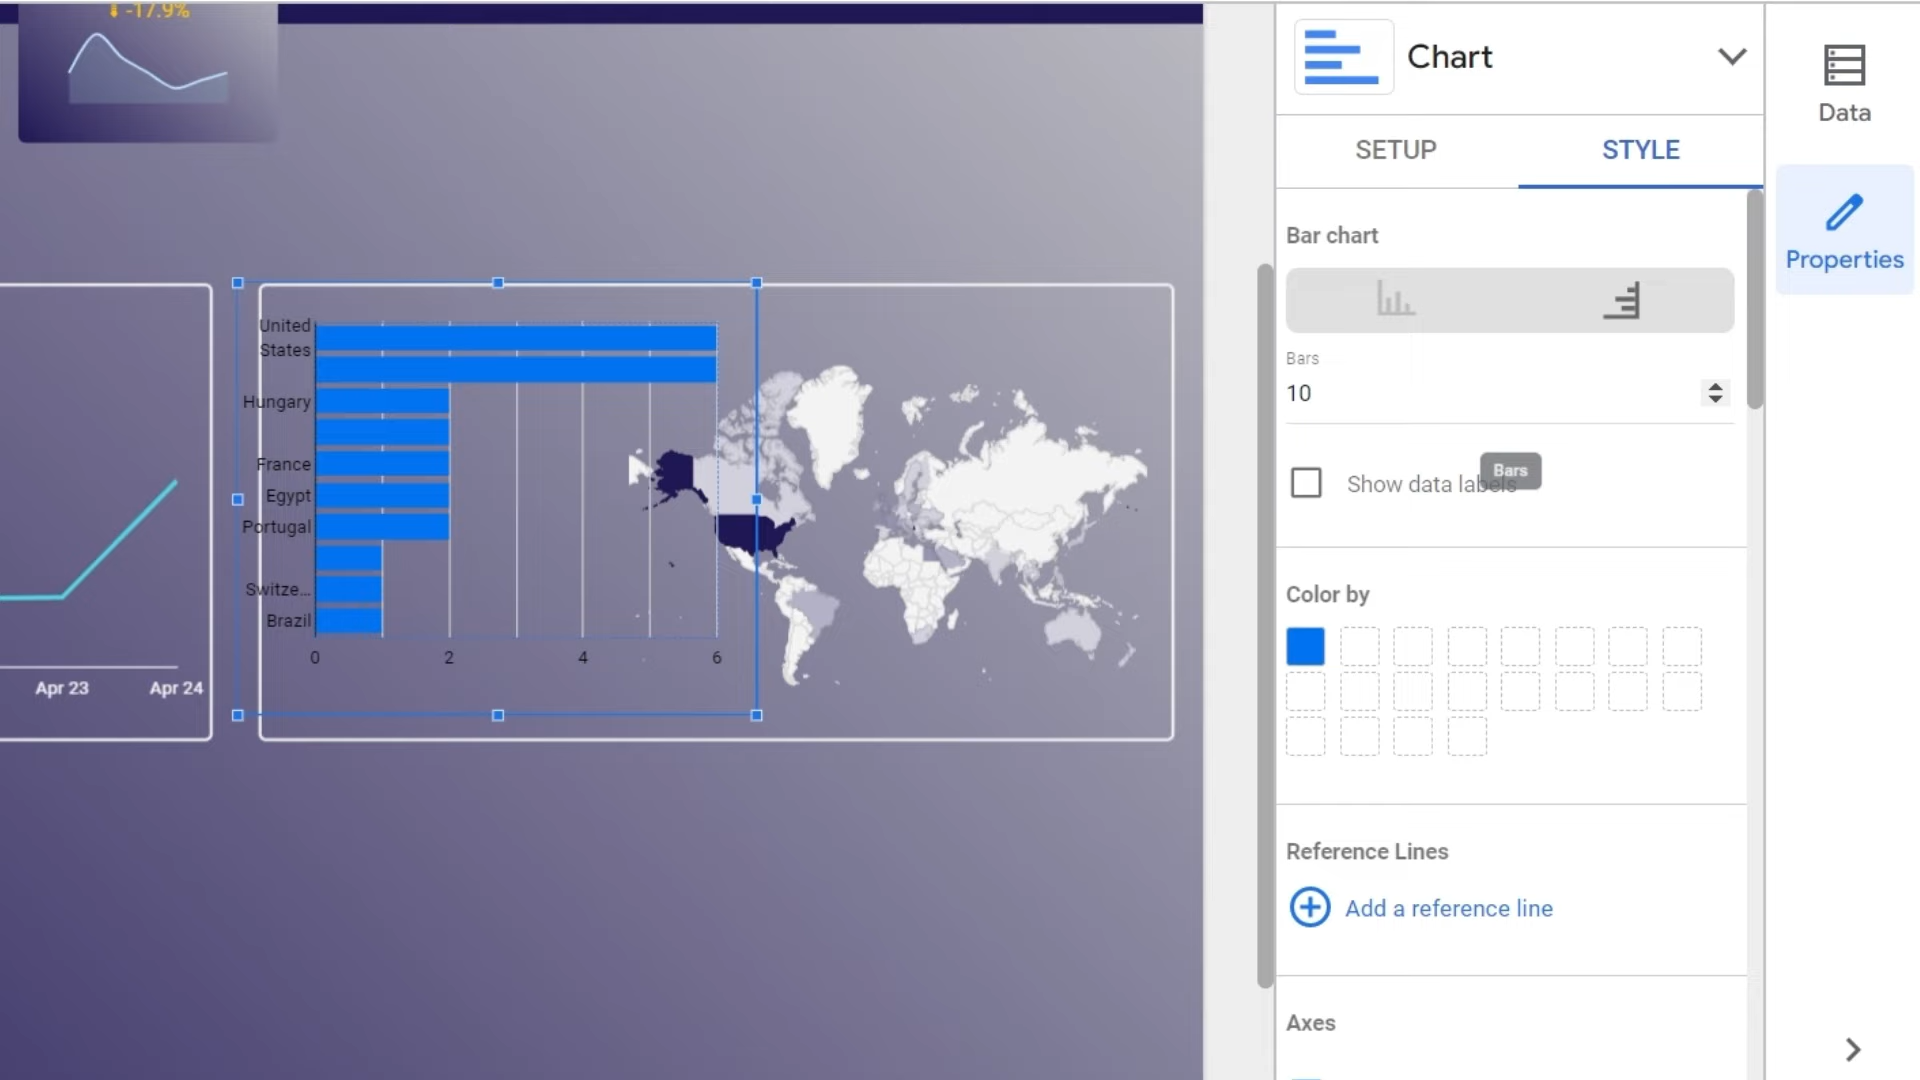 -17.9%
Chart
Data
SETUP
STYLE
Properties
Bar chart
Bars
10
Bars
Show data labels
United
States
Hungary
France
Egypt
Portugal
Switze...
Brazil
0
2
4
6
Apr 23
Apr 24
Color by
Reference Lines
Add a reference line
Axes